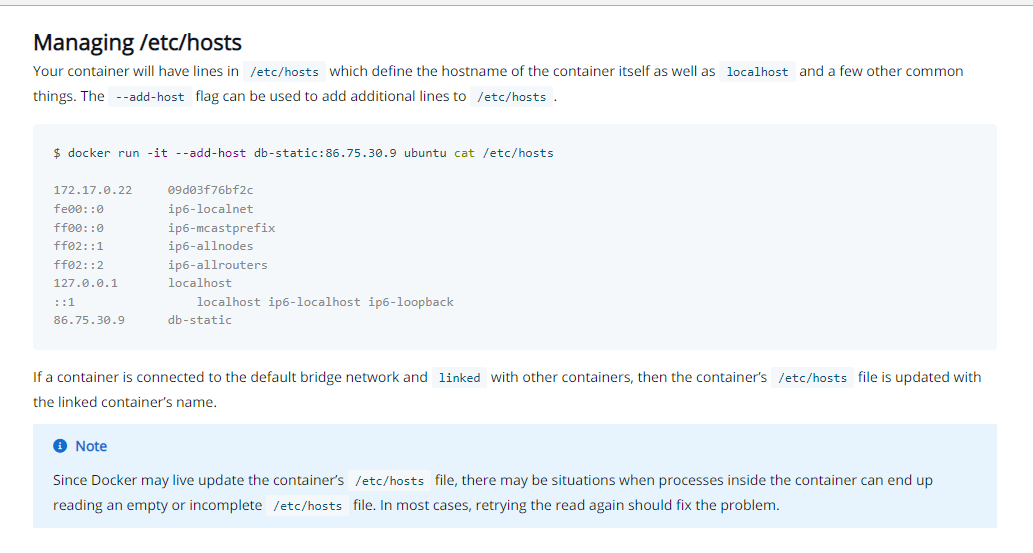 Managing /etc/hosts
Your container will have lines in /etc/hosts which define the hostname of the container itself as well as localhost and a few other common
things. The --add-host flag can be used to add additional lines to /etc/hosts .
$ docker run -it --add-host db-static:86.75.30.9 ubuntu cat /etc/hosts
172.17.0.22     09d03f76bf2c
fe00::0         ip6-localnet
ff00::0         ip6-mcastprefix
ff02::1         ip6-allnodes
ff02::2         ip6-allrouters
127.0.0.1       localhost
::1                 localhost ip6-localhost ip6-loopback
86.75.30.9      db-static
If a container is connected to the default bridge network and linked with other containers, then the container’s /etc/hosts file is updated with
the linked container’s name.
Note
Since Docker may live update the container’s /etc/hosts file, there may be situations when processes inside the container can end up
reading an empty or incomplete /etc/hosts file. In most cases, retrying the read again should fix the problem.